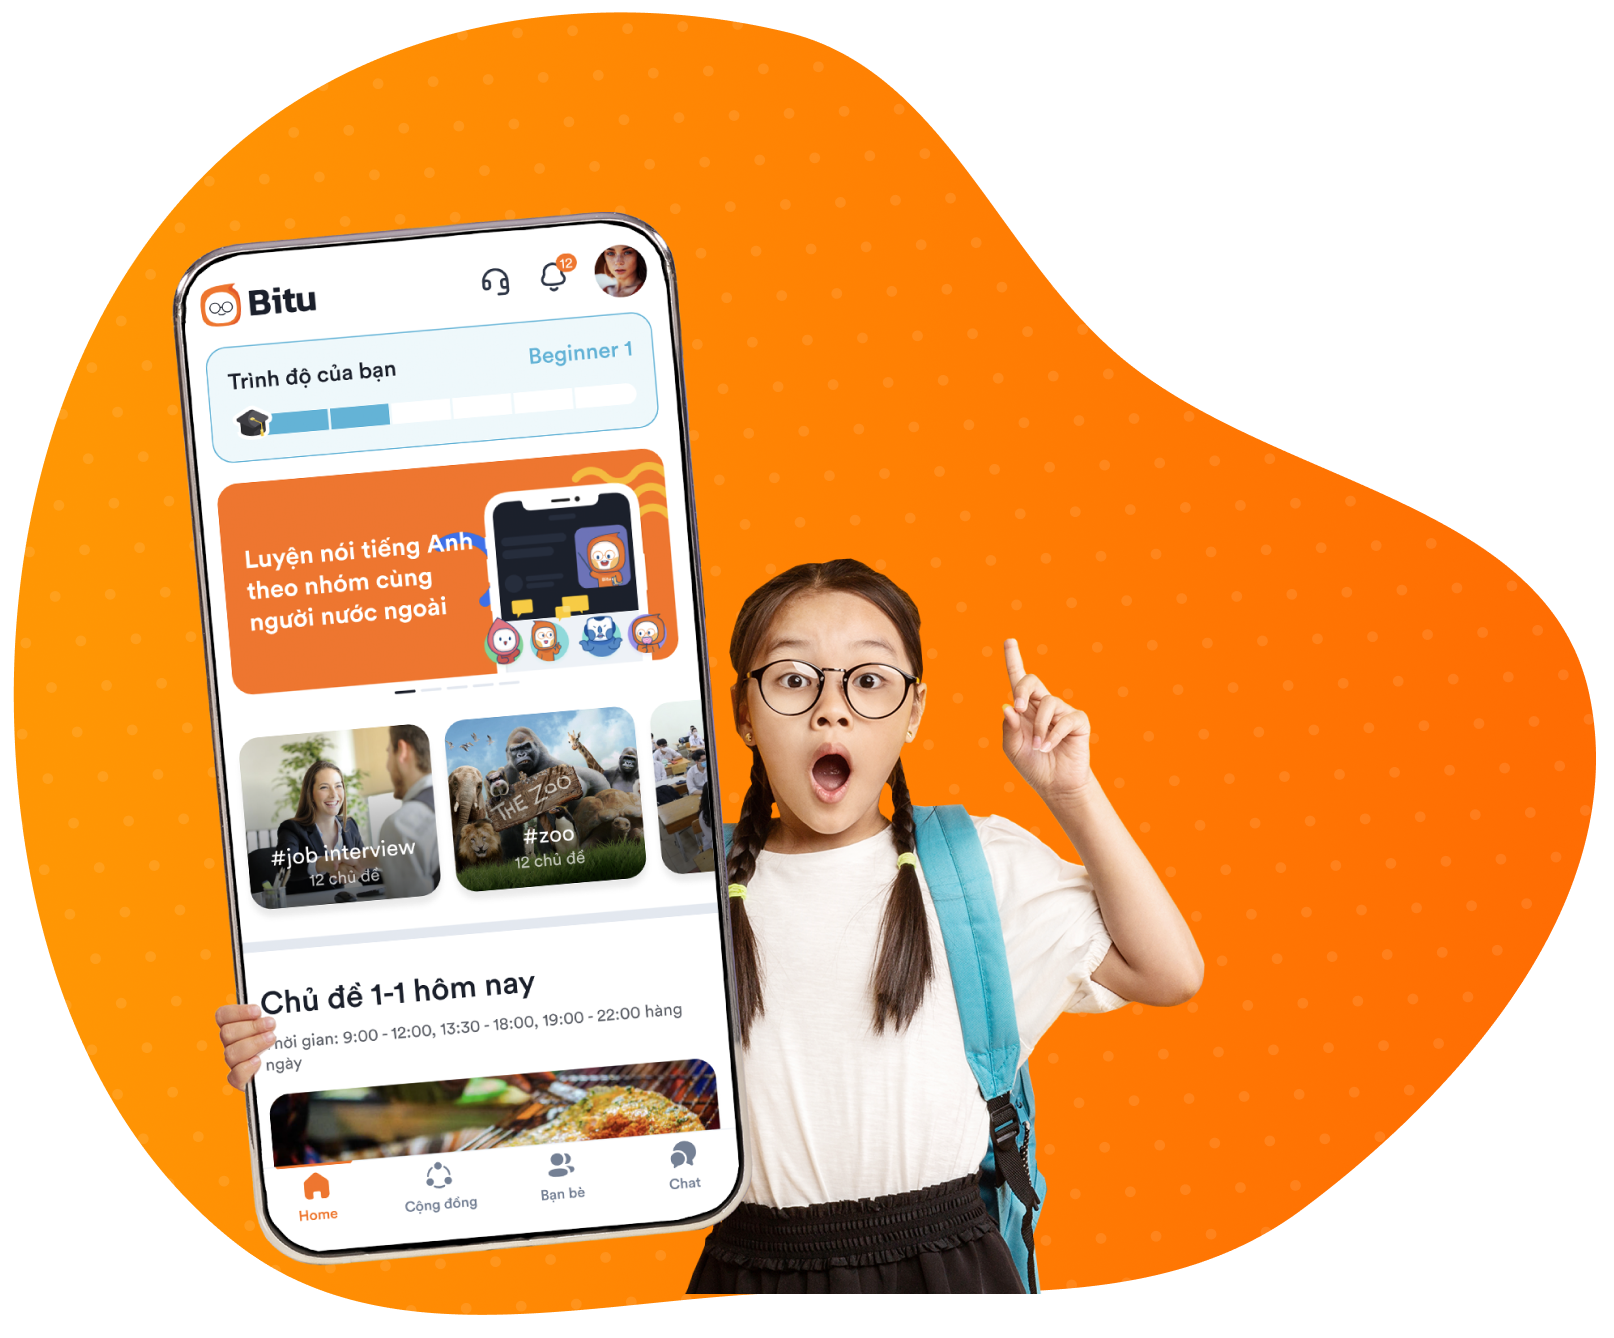 Bitu
12
Trình độ của bạn
Beginner 1
Luyện nói tiếng Anh
theo nhóm cùng
người nước ngoài
#job interview
12 chủ đề
THE ZOO
#zoo
12 chủ đề
Chủ đề 1-1 hôm nay
Thời gian: 9:00 - 12:00, 13:30 - 18:00, 19:00 - 22:00 hàng
ngày
Home
Cộng đồng
Bạn bè
Chat